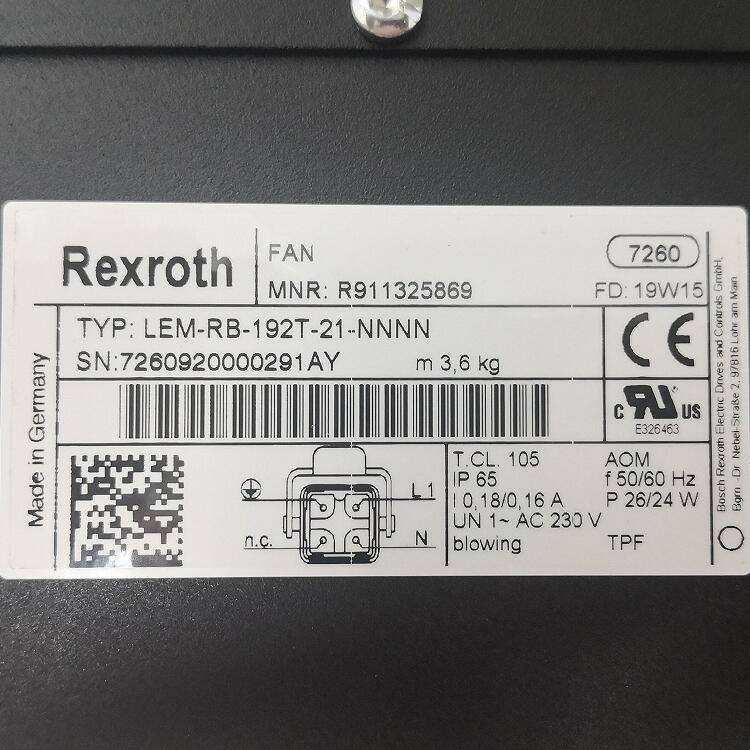 Rexroth
FAN
7260
MNR: R911325869
FD: 19W15
TYP: LEM-RB-192T-21-NNNN
SN:7260920000291AY
m 3,6 kg
CE
c RU US
E326463
Made in Germany
L1
n.c.
N
T.CL. 105
AOM
IP 65
f 50/60 Hz
I 0,18/0,16 A
P 26/24 W
UN 1~ AC 230 V
blowing
TPF
Bosch Rexroth Electric Drives and Controls GmbH,
Bgm.-Dr.-Nebel-Straße 2, 97816 Lohr am Main